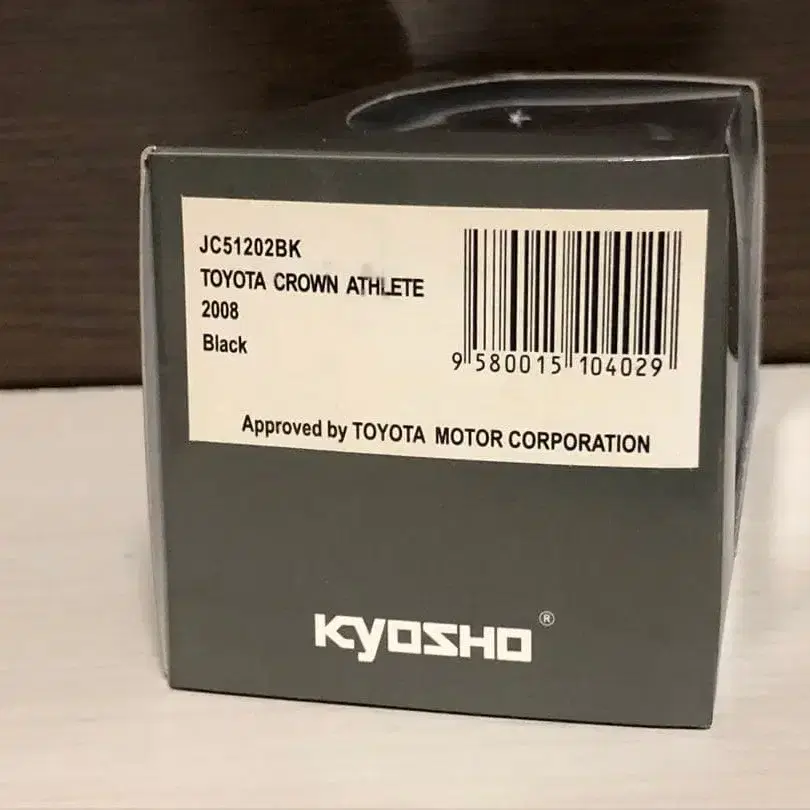 JC51202BK
TOYOTA CROWN ATHLETE
2008
Black
9 580015 104029
Approved by TOYOTA MOTOR CORPORATION
KYOSHO ®